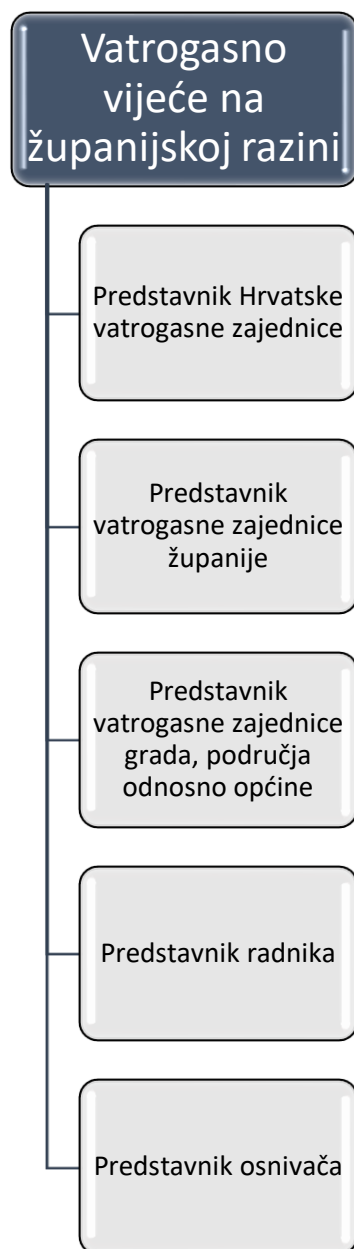 Vatrogasno
vijeće na
županijskoj razini
Predstavnik Hrvatske
vatrogasne zajednice
Predstavnik
vatrogasne zajednice
županije
Predstavnik
vatrogasne zajednice
grada, područja
odnosno općine
Predstavnik radnika
Predstavnik osnivača